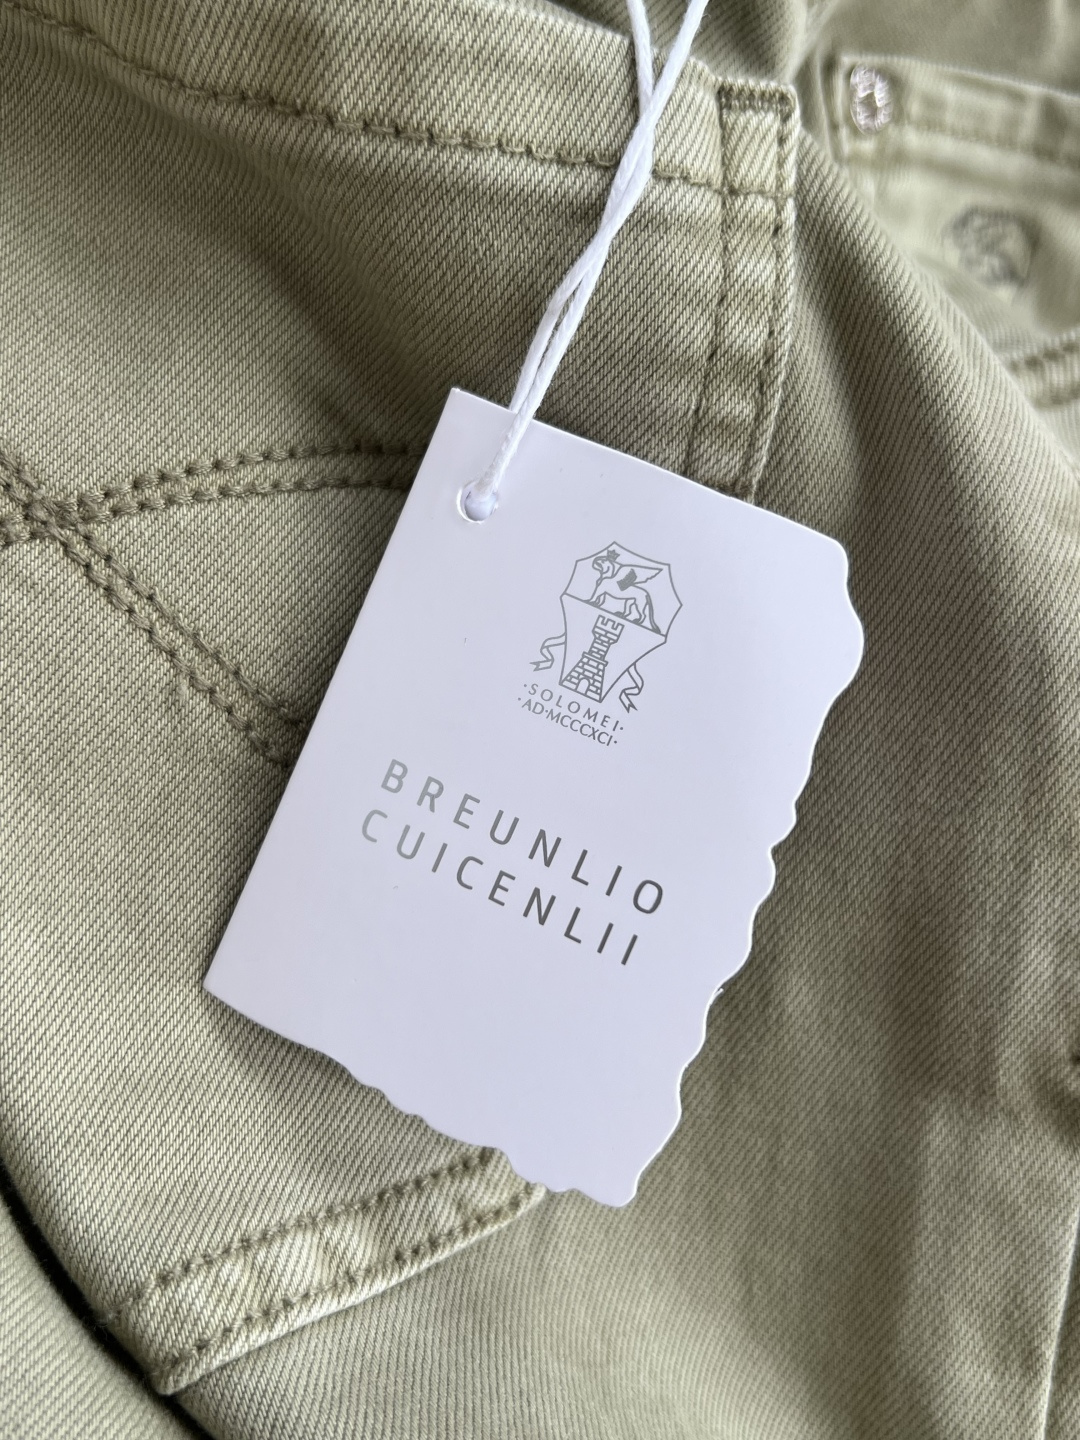 ·SOLOMEI·
·AD·MCCCXCI·
BREUNLIO
CUICENLII